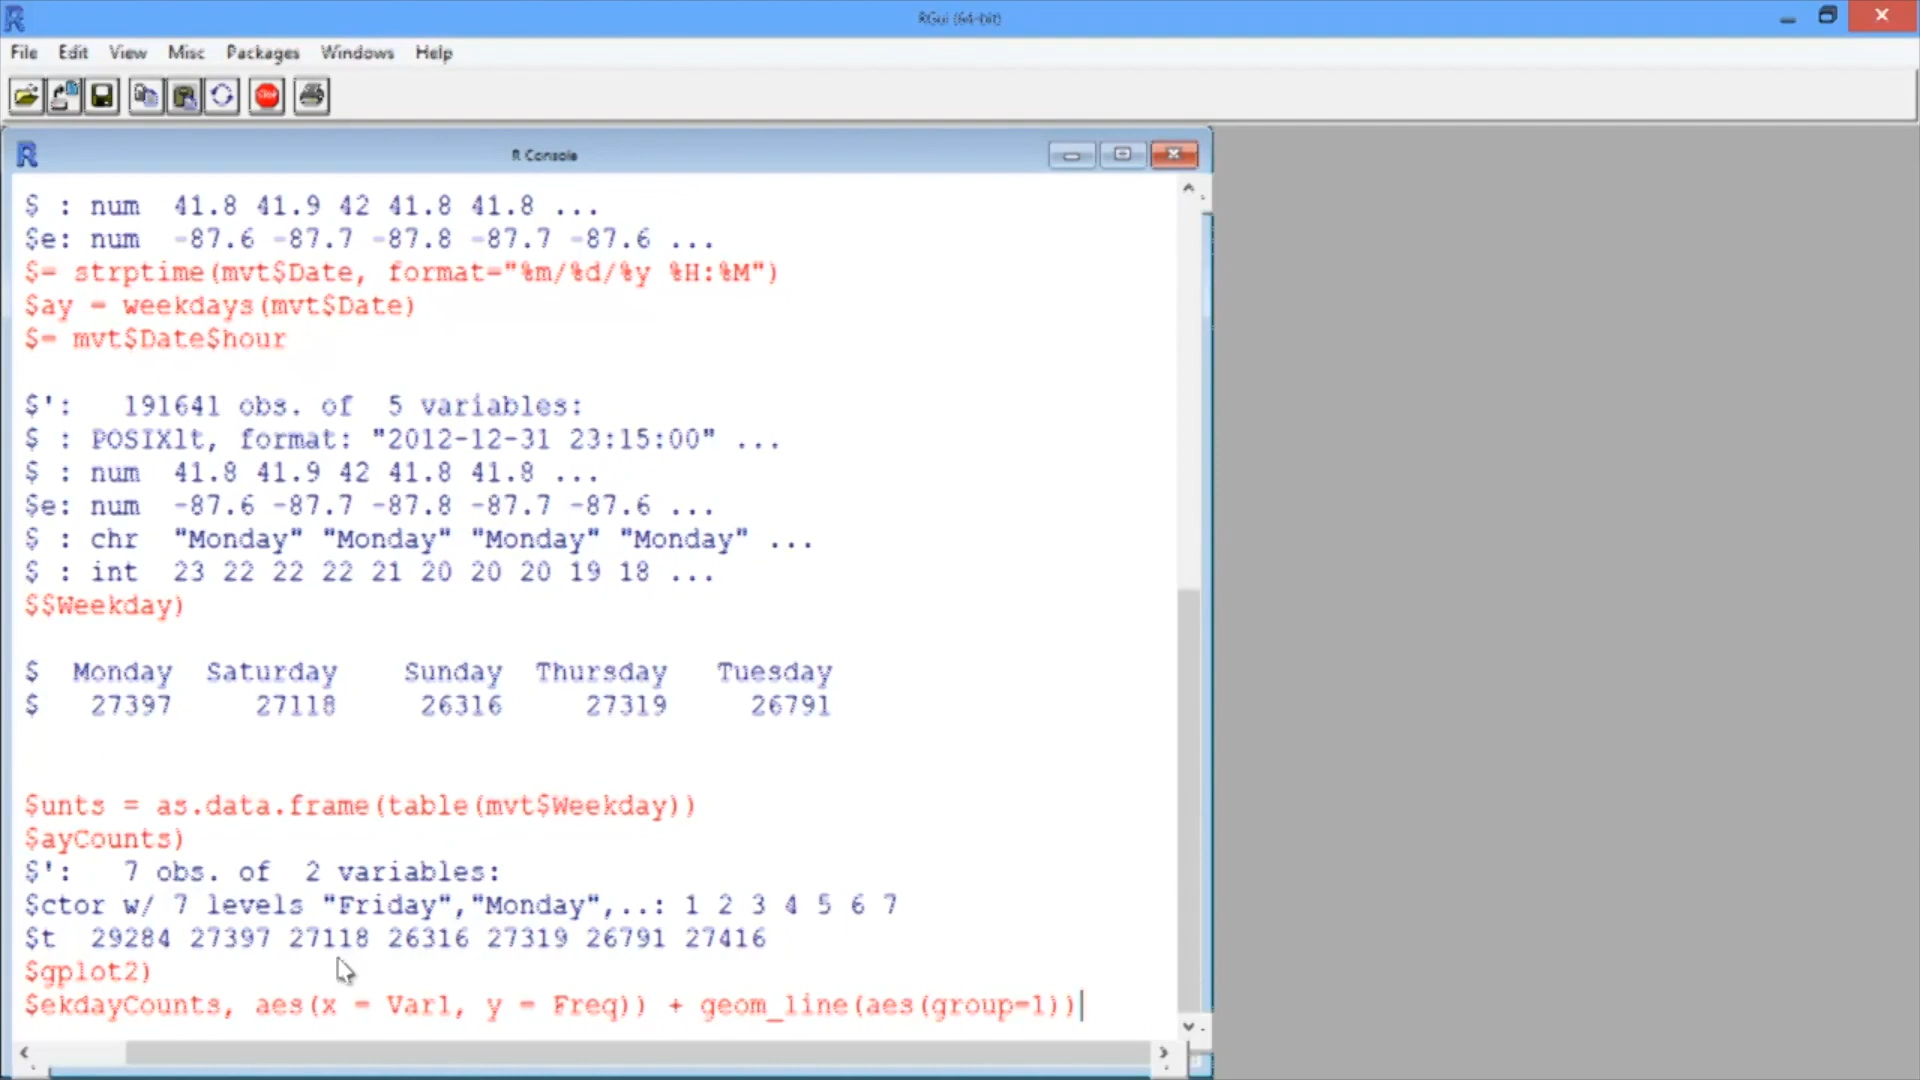 RGui (64-bit)
File Edit View Misc Packages Windows Help
R Console
$ : num  41.8 41.9 42 41.8 41.8 ...
$e: num  -87.6 -87.7 -87.8 -87.7 -87.6 ...
$= strptime(mvt$Date, format="%m/%d/%y %H:%M")
$ay = weekdays(mvt$Date)
$= mvt$Date$hour
$':   191641 obs. of  5 variables:
$ : POSIXlt, format: "2012-12-31 23:15:00" ...
$ : num  41.8 41.9 42 41.8 41.8 ...
$e: num  -87.6 -87.7 -87.8 -87.7 -87.6 ...
$ : chr  "Monday" "Monday" "Monday" "Monday" ...
$ : int  23 22 22 22 21 20 20 20 19 18 ...
$$Weekday)
$  Monday  Saturday    Sunday  Thursday   Tuesday
$   27397     27118     26316     27319     26791
$unts = as.data.frame(table(mvt$Weekday))
$ayCounts)
$':   7 obs. of  2 variables:
$ctor w/ 7 levels "Friday","Monday",..: 1 2 3 4 5 6 7
$t  29284 27397 27118 26316 27319 26791 27416
$gplot2)
$ekdayCounts, aes(x = Var1, y = Freq)) + geom_line(aes(group=1))